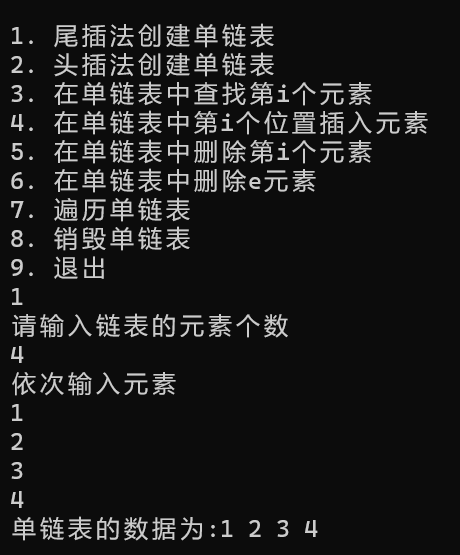 1. 尾插法创建单链表
2. 头插法创建单链表
3. 在单链表中查找第i个元素
4. 在单链表中第i个位置插入元素
5. 在单链表中删除第i个元素
6. 在单链表中删除e元素
7. 遍历单链表
8. 销毁单链表
9. 退出
1
请输入链表的元素个数
4
依次输入元素
1
2
3
4
单链表的数据为:1 2 3 4